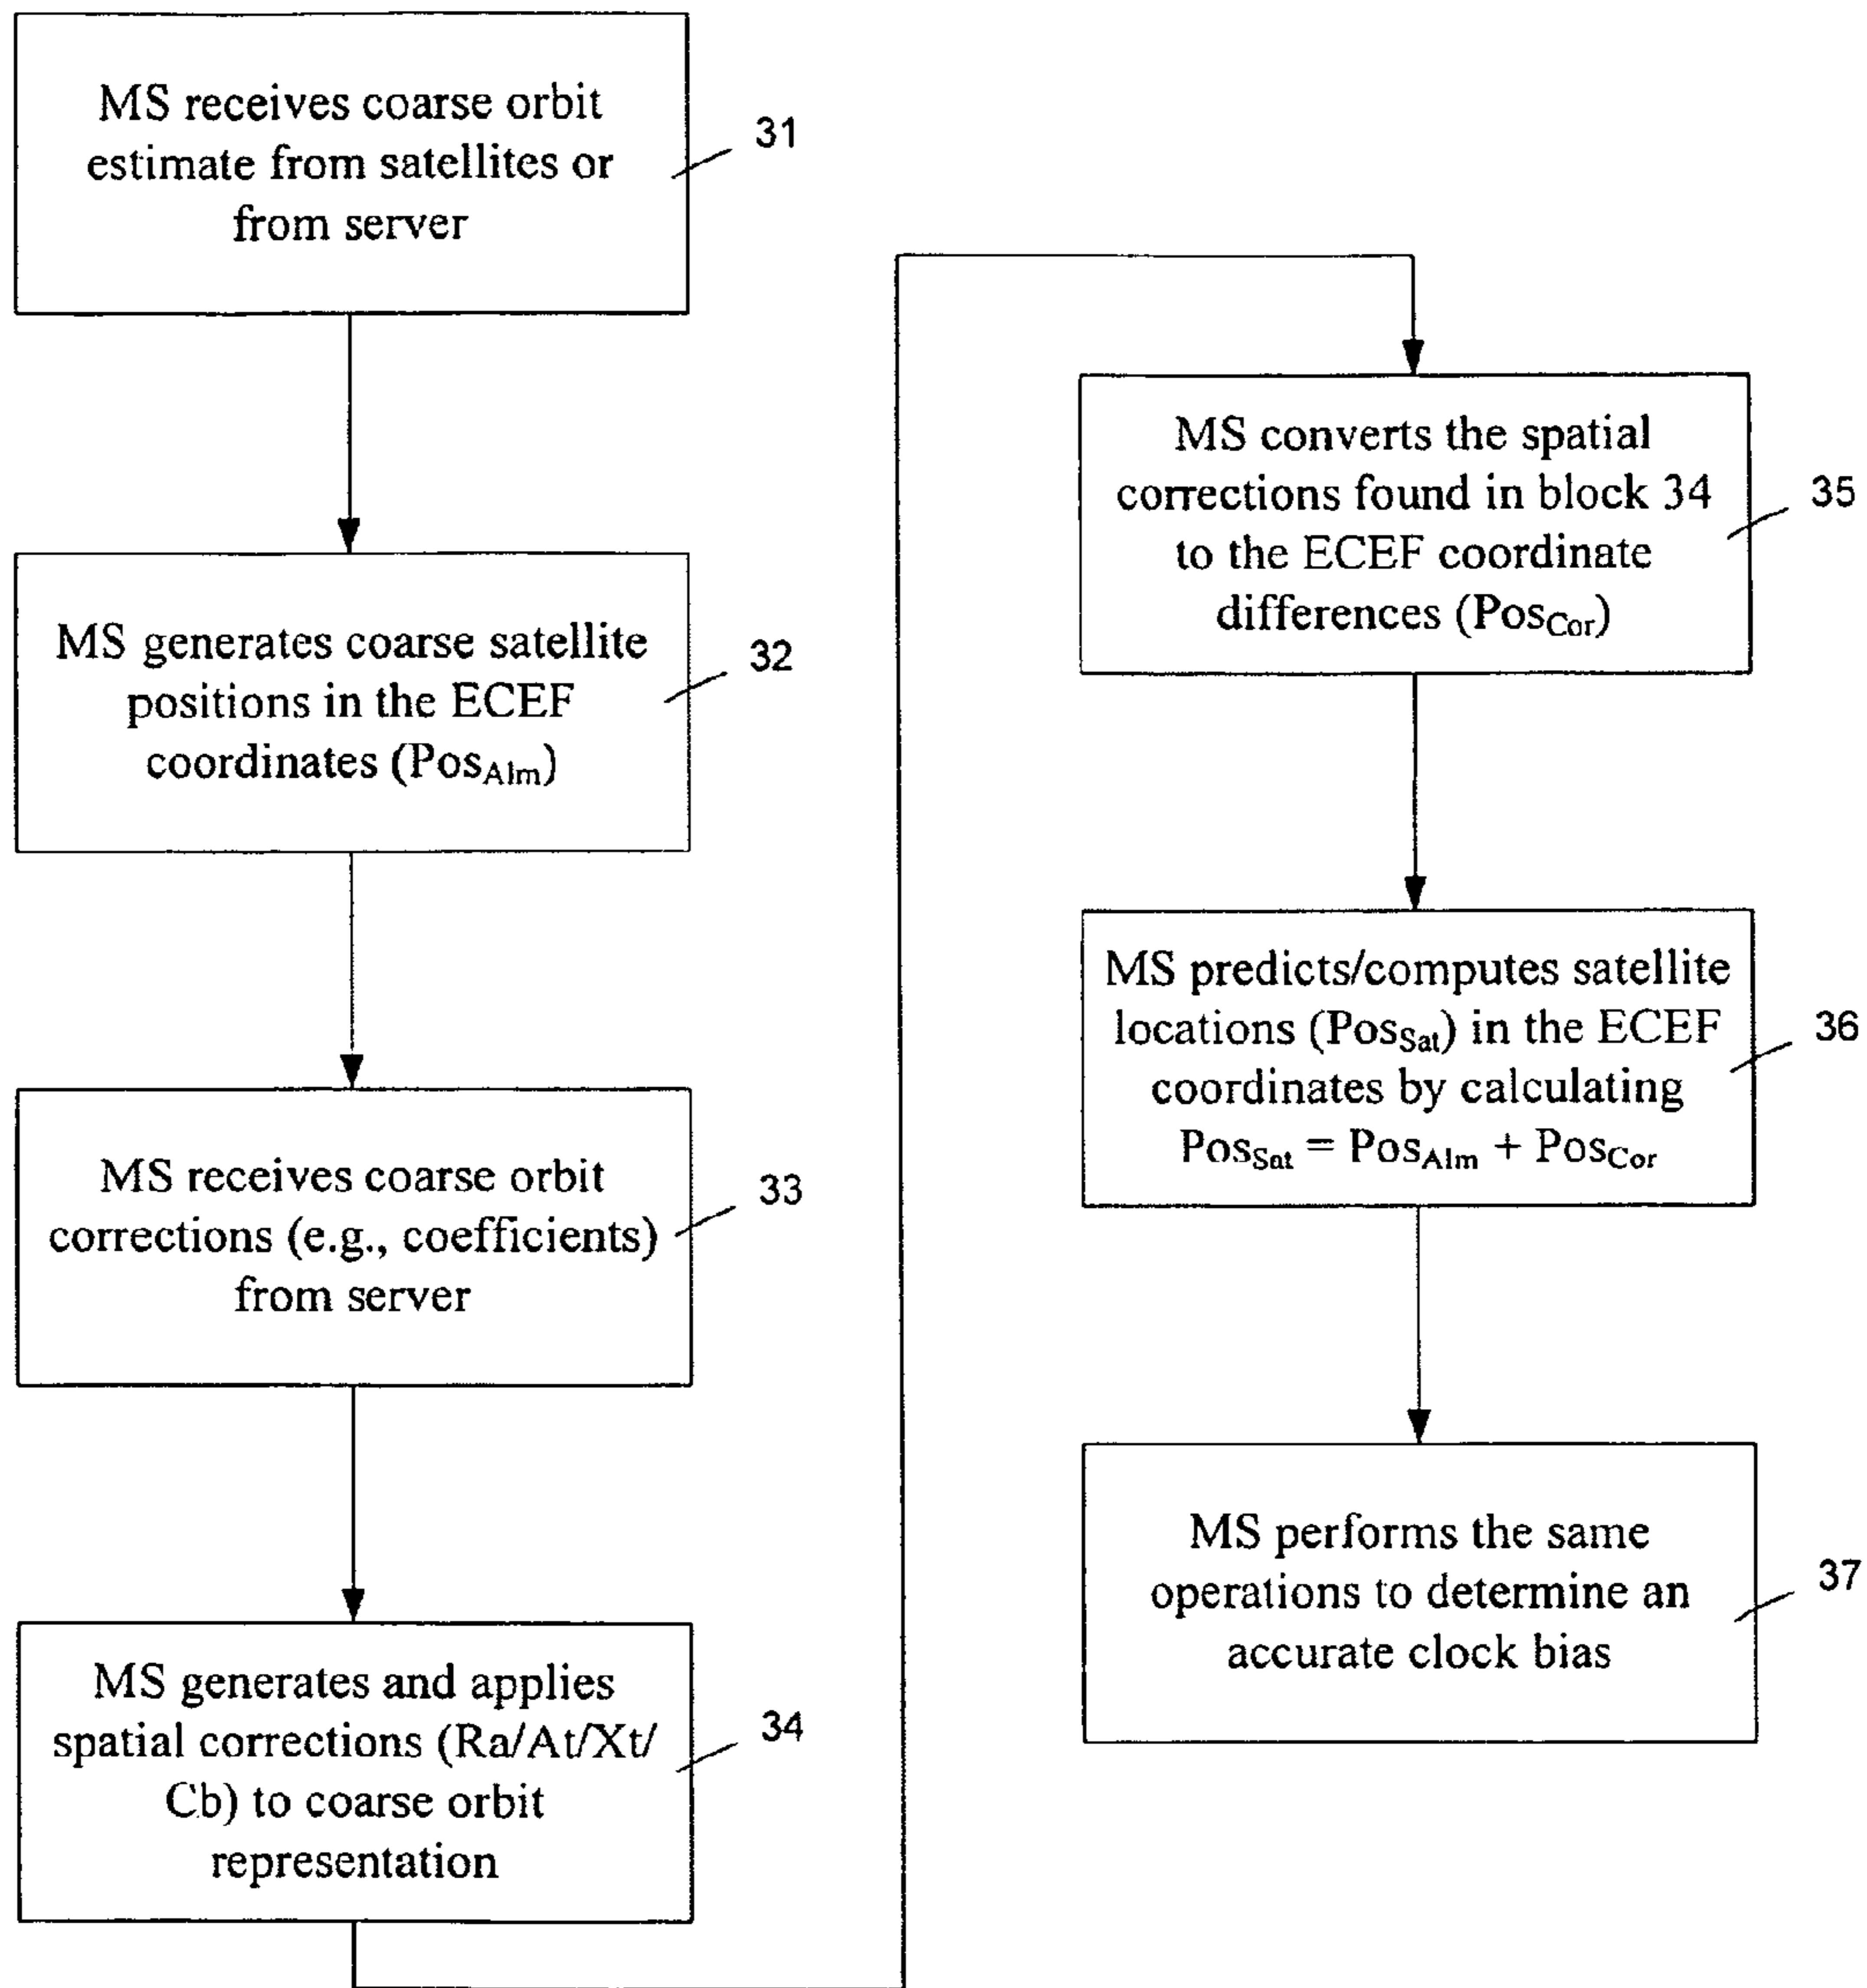 MS receives coarse orbit
estimate from satellites or
from server
31
MS generates coarse satellite
positions in the ECEF
coordinates (PosAlm)
32
MS receives coarse orbit
corrections (e.g., coefficients)
from server
33
MS generates and applies
spatial corrections (Ra/At/Xt/
Cb) to coarse orbit
representation
34
MS converts the spatial
corrections found in block 34
to the ECEF coordinate
differences (PosCor)
35
MS predicts/computes satellite
locations (PosSat) in the ECEF
coordinates by calculating
PosSat = PosAlm + PosCor
36
MS performs the same
operations to determine an
accurate clock bias
37